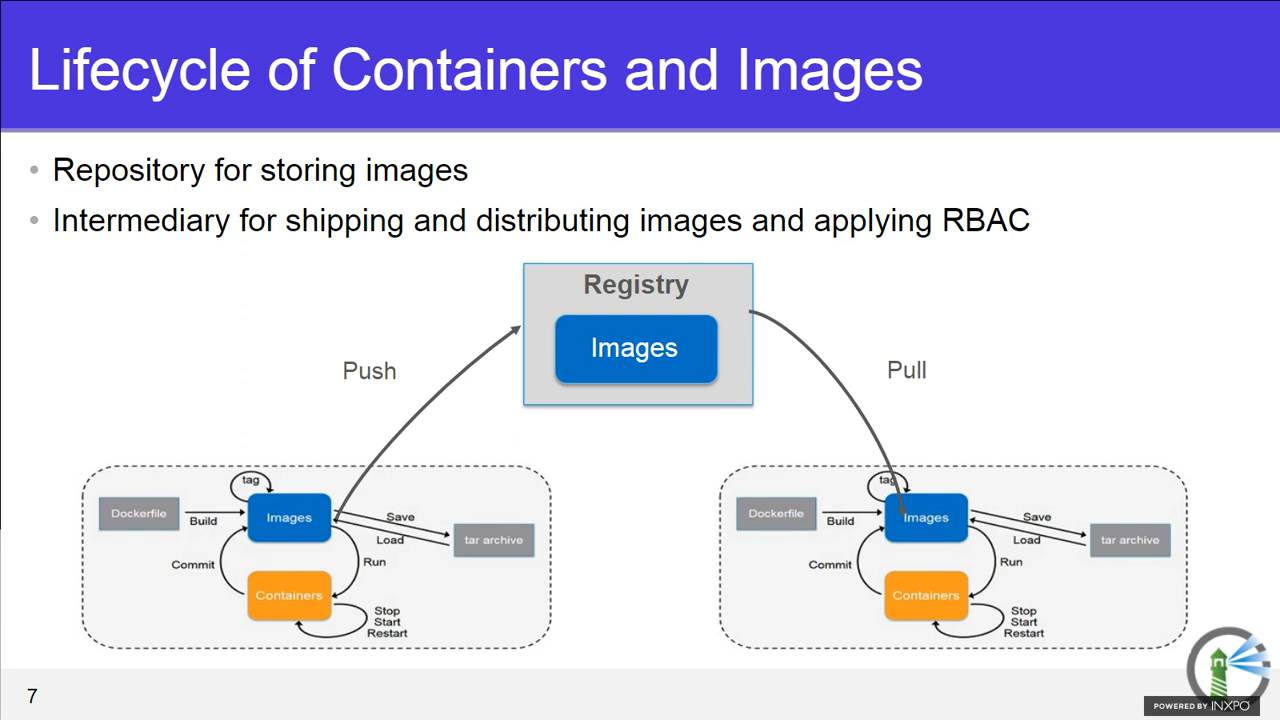 Lifecycle of Containers and Images
• Repository for storing images
• Intermediary for shipping and distributing images and applying RBAC
Registry
Images
Push
Pull
tag
Dockerfile
Build
Images
Save
Load
tar archive
Commit
Run
Containers
Stop
Start
Restart
tag
Dockerfile
Build
Images
Save
Load
tar archive
Commit
Run
Containers
Stop
Start
Restart
7
POWERED BY INXPO